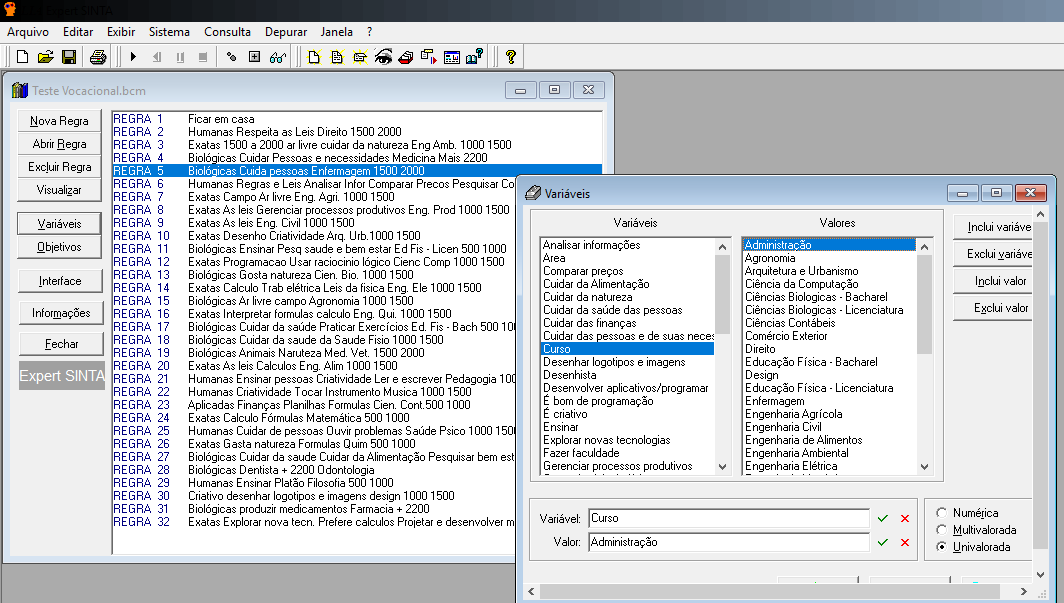 Expert SINTA
Arquivo Editar Exibir Sistema Consulta Depurar Janela ?
Teste Vocacional.bcm
Nova Regra
Abrir Regra
Excluir Regra
Visualizar
Variáveis
Objetivos
Interface
Informações
Fechar
Expert SINTA
REGRA 1 Ficar em casa
REGRA 2 Humanas Respeita as Leis Direito 1500 2000
REGRA 3 Exatas 1500 a 2000 ar livre cuidar da natureza Eng Amb. 1000 1500
REGRA 4 Biológicas Cuidar Pessoas e necessidades Medicina Mais 2200
REGRA 5 Biológicas Cuida pessoas Enfermagem 1500 2000
REGRA 6 Humanas Regras e Leis Analisar Infor Comparar Precos Pesquisar Co
REGRA 7 Exatas Campo Ar livre Eng. Agri. 1000 1500
REGRA 8 Exatas As leis Gerenciar processos produtivos Eng. Prod 1000 1500
REGRA 9 Exatas As leis Eng. Civil 1000 1500
REGRA 10 Exatas Desenho Criatividade Arq. Urb.1000 1500
REGRA 11 Biológicas Ensinar Pesq saude e bem estar Ed Fis - Licen 500 1000
REGRA 12 Exatas Programacao Usar raciocinio lógico Cienc Comp 1000 1500
REGRA 13 Biológicas Gosta natureza Cien. Bio. 1000 1500
REGRA 14 Exatas Calculo Trab elétrica Leis da fisica Eng. Ele 1000 1500
REGRA 15 Biológicas Ar livre campo Agronomia 1000 1500
REGRA 16 Exatas Interpretar formulas calculo Eng. Qui. 1000 1500
REGRA 17 Biológicas Cuidar da saúde Praticar Exercícios Ed. Fis - Bach 500 10
REGRA 18 Biológicas Cuidar da saude da Saude Fisio 1000 1500
REGRA 19 Biológicas Animais Naruteza Med. Vet. 1500 2000
REGRA 20 Exatas As leis Calculos Eng. Alim 1000 1500
REGRA 21 Humanas Ensinar pessoas Criatividade Ler e escrever Pedagogia 100
REGRA 22 Humanas Criatividade Tocar Instrumento Musica 1000 1500
REGRA 23 Aplicadas Finanças Planilhas Formulas Cien. Cont.500 1000
REGRA 24 Exatas Calculo Fórmulas Matemática 500 1000
REGRA 25 Humanas Cuidar de pessoas Ouvir problemas Saúde Psico 1000 150
REGRA 26 Exatas Gasta natureza Formulas Quim 500 1000
REGRA 27 Biológicas Cuidar da saude Cuidar da Alimentação Pesquisar bem est
REGRA 28 Biológicas Dentista + 2200 Odontologia
REGRA 29 Humanas Ensinar Platão Filosofia 500 1000
REGRA 30 Criativo desenhar logotipos e imagens design 1000 1500
REGRA 31 Biológicas produzir medicamentos Farmacia + 2200
REGRA 32 Exatas Explorar nova tecn. Prefere calculos Projetar e desenvolver m
Variáveis
Variáveis
Analisar informações
Área
Comparar preços
Cuidar da Alimentação
Cuidar da natureza
Cuidar da saúde das pessoas
Cuidar das finanças
Cuidar das pessoas e de suas neces
Curso
Desenhar logotipos e imagens
Desenhista
Desenvolver aplicativos/programar
É bom de programação
É criativo
Ensinar
Explorar novas tecnologias
Fazer faculdade
Gerenciar processos produtivos
Valores
Administração
Agronomia
Arquitetura e Urbanismo
Ciência da Computação
Ciências Biologicas - Bacharel
Ciências Biologicas - Licenciatura
Ciências Contábeis
Comércio Exterior
Direito
Educação Física - Bacharel
Design
Educação Física - Licenciatura
Enfermagem
Engenharia Agrícola
Engenharia Civil
Engenharia de Alimentos
Engenharia Ambiental
Engenharia Elétrica
Inclui variáve
Exclui variáve
Inclui valor
Exclui valor
Variável: Curso
Valor: Administração
Numérica
Multivalorada
Univalorada